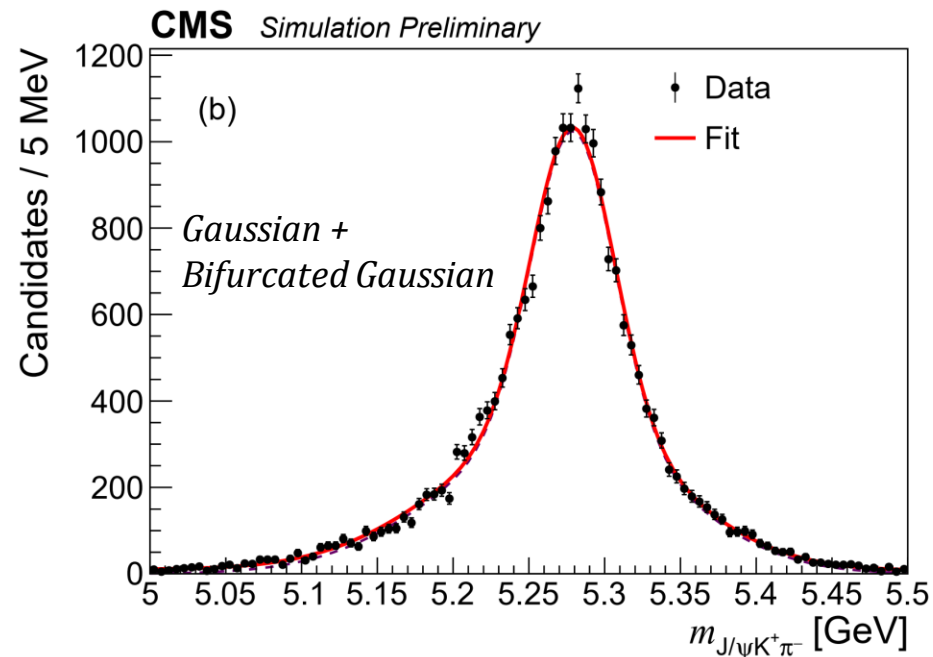 CMS Simulation Preliminary
Candidates / 5 MeV
1200
1000
800
600
400
200
0
(b)
Data
Fit
Gaussian +
Bifurcated Gaussian
5 5.05 5.1 5.15 5.2 5.25 5.3 5.35 5.4 5.45 5.5
m_{J/ψK⁺π⁻} [GeV]